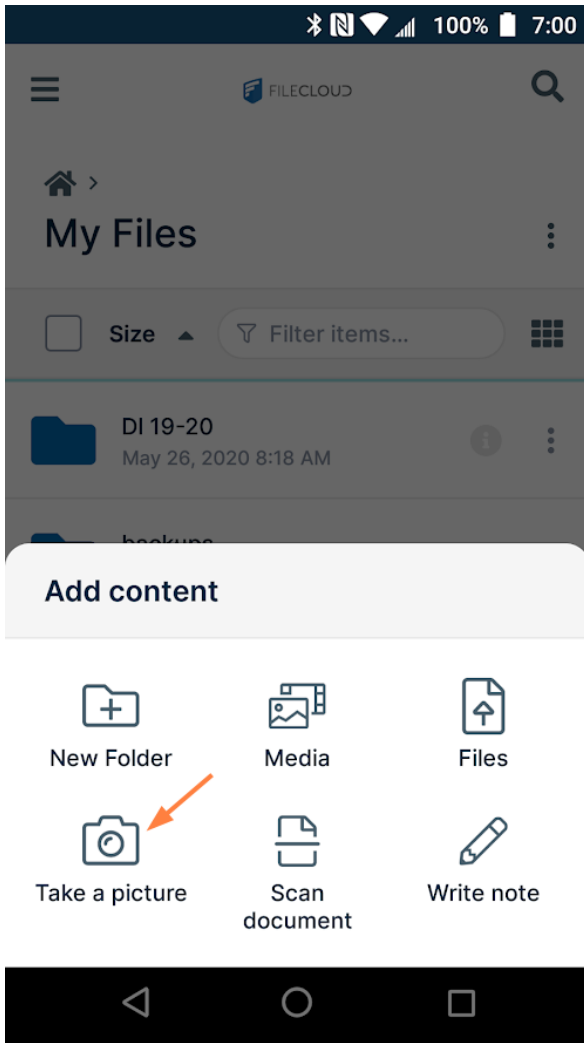 100% 7:00
FILECLOUD
My Files
Size Filter items...
DI 19-20
May 26, 2020 8:18 AM
backups
Add content
New Folder Media Files
Take a picture Scan document Write note